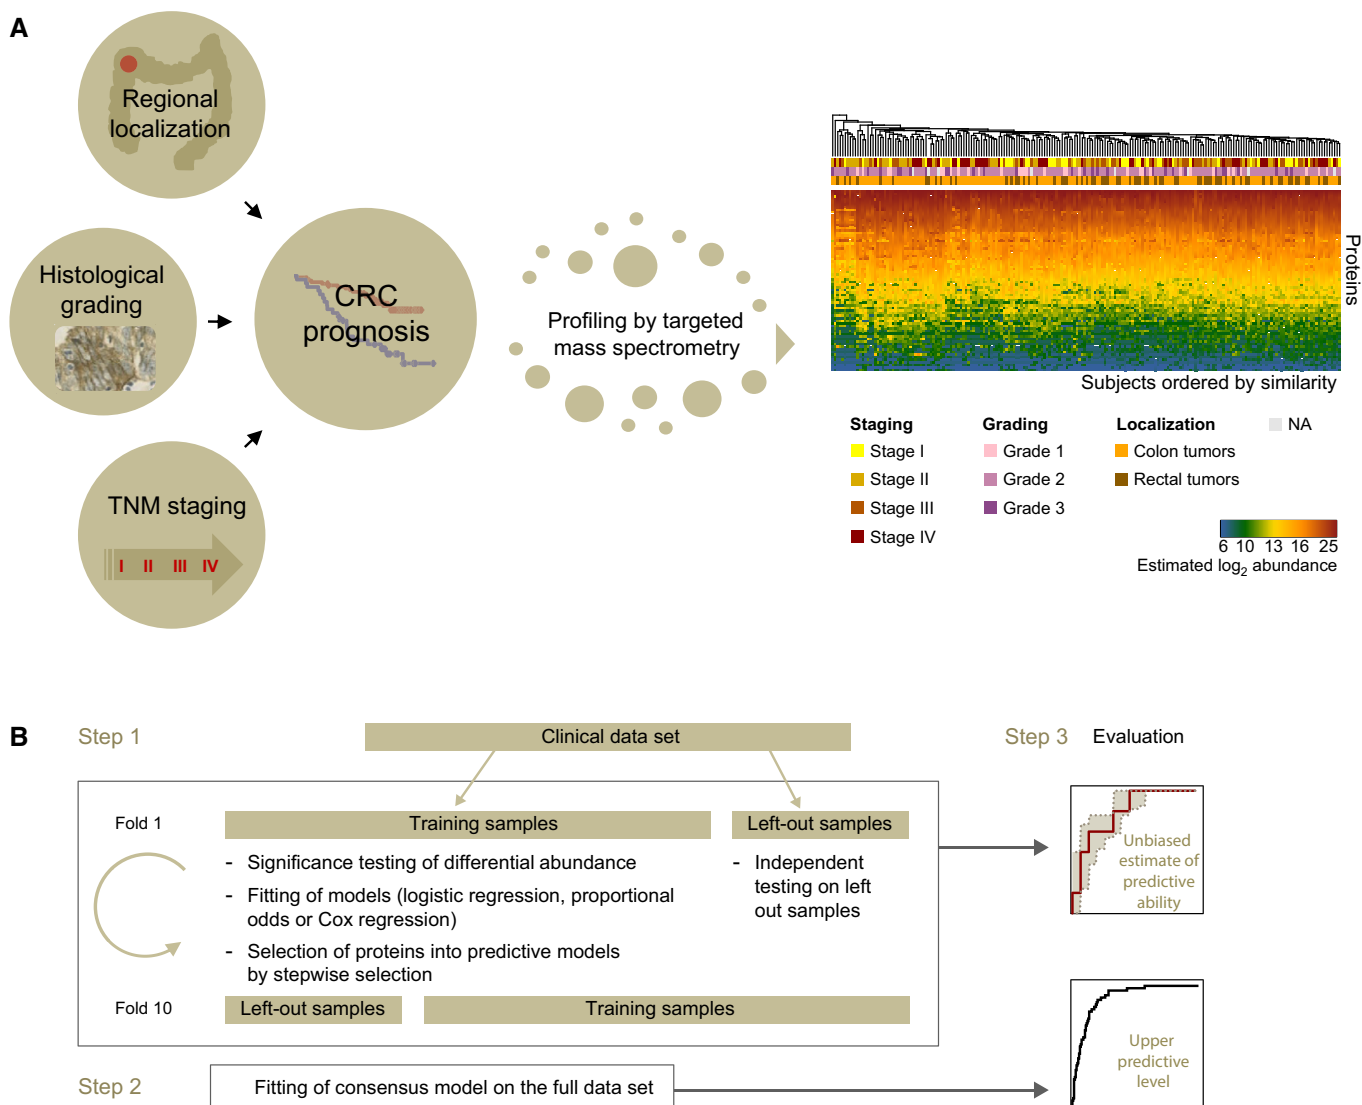 A
Regional
localization
Histological
grading
CRC
prognosis
TNM staging
I II III IV
Profiling by targeted
mass spectrometry
Proteins
Subjects ordered by similarity
Staging
Stage I
Stage II
Stage III
Stage IV
Grading
Grade 1
Grade 2
Grade 3
Localization
Colon tumors
Rectal tumors
NA
6 10 13 16 25
Estimated log2 abundance
B
Step 1
Clinical data set
Fold 1
Training samples
Left-out samples
- Significance testing of differential abundance
- Fitting of models (logistic regression, proportional
odds or Cox regression)
- Selection of proteins into predictive models
by stepwise selection
- Independent
testing on left
out samples
Fold 10
Left-out samples
Training samples
Step 2
Fitting of consensus model on the full data set
Step 3 Evaluation
Unbiased
estimate of
predictive
ability
Upper
predictive
level